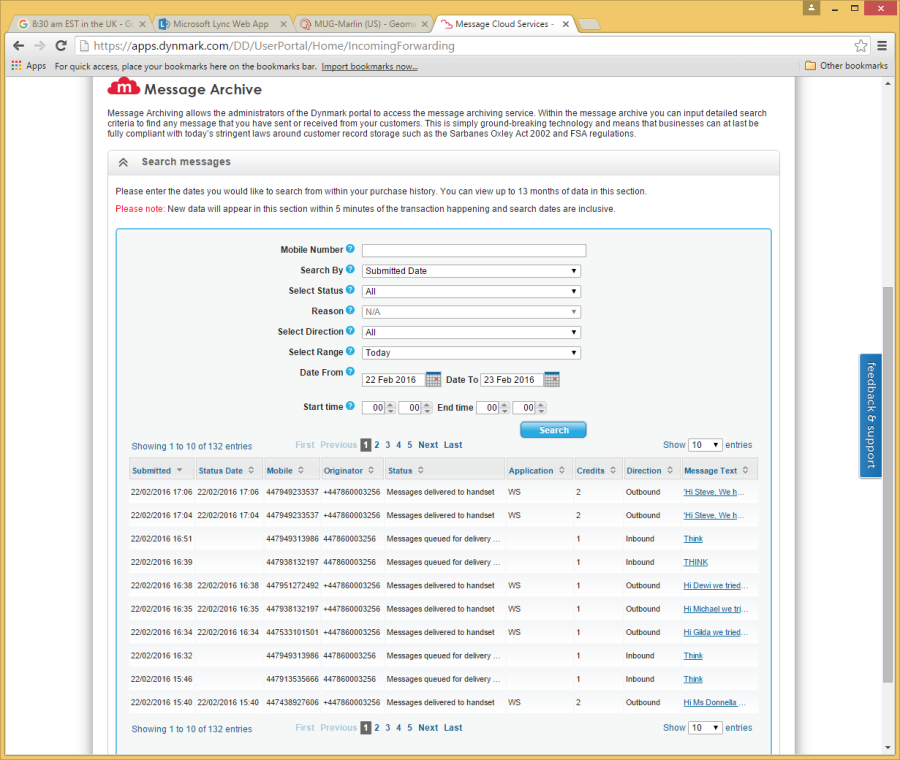 8:30 am EST in the UK - G
Microsoft Lync Web App
MUG-Marlin (US) - Geom
Message Cloud Services -
https://apps.dynmark.com/DD/UserPortal/Home/IncomingForwarding
Apps For quick access, place your bookmarks here on the bookmarks bar. Import bookmarks now... Other bookmarks
m Message Archive
Message Archiving allows the administrators of the Dynmark portal to access the message archiving service. Within the message archive you can input detailed search
criteria to find any message that you have sent or received from your customers. This is simply ground-breaking technology and means that businesses can at last be
fully compliant with today's stringent laws around customer record storage such as the Sarbanes Oxley Act 2002 and FSA regulations.
Search messages
Please enter the dates you would like to search from within your purchase history. You can view up to 13 months of data in this section.
Please note: New data will appear in this section within 5 minutes of the transaction happening and search dates are inclusive.
Mobile Number ?
Search By ? Submitted Date
Select Status ? All
Reason ? N/A
Select Direction ? All
Select Range ? Today
Date From ? 22 Feb 2016 Date To 23 Feb 2016
Start time ? 00 00 End time 00 00
Search
Showing 1 to 10 of 132 entries First Previous 1 2 3 4 5 Next Last Show 10 entries
Submitted Status Date Mobile Originator Status Application Credits Direction Message Text
22/02/2016 17:06 22/02/2016 17:06 447949233537 +447860003256 Messages delivered to handset WS 2 Outbound 'Hi Steve, We h...
22/02/2016 17:04 22/02/2016 17:04 447949233537 +447860003256 Messages delivered to handset WS 2 Outbound 'Hi Steve, We h...
22/02/2016 16:51 447949313986 447860003256 Messages queued for delivery ... 1 Inbound Think
22/02/2016 16:39 447938132197 447860003256 Messages queued for delivery ... 1 Inbound THINK
22/02/2016 16:38 22/02/2016 16:38 447951272492 +447860003256 Messages delivered to handset WS 1 Outbound Hi Dewi we tried...
22/02/2016 16:35 22/02/2016 16:35 447938132197 +447860003256 Messages delivered to handset WS 1 Outbound Hi Michael we tri...
22/02/2016 16:34 22/02/2016 16:34 447533101501 +447860003256 Messages delivered to handset WS 1 Outbound Hi Gilda we tried...
22/02/2016 16:32 447949313986 447860003256 Messages queued for delivery ... 1 Inbound Think
22/02/2016 15:46 447913535666 447860003256 Messages queued for delivery ... 1 Inbound Think
22/02/2016 15:40 22/02/2016 15:40 447438927606 +447860003256 Messages delivered to handset WS 2 Outbound Hi Ms Donnella ...
Showing 1 to 10 of 132 entries First Previous 1 2 3 4 5 Next Last Show 10 entries
feedback & support